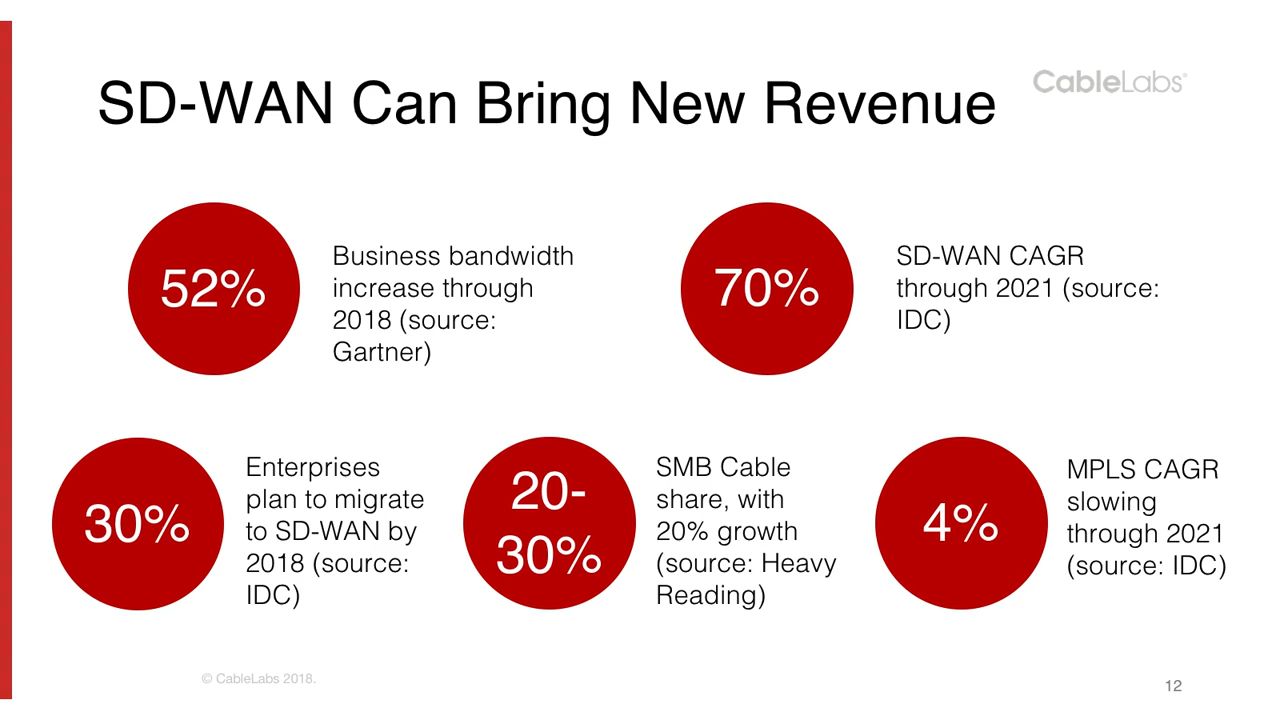 SD-WAN Can Bring New Revenue
CableLabs®
52%
Business bandwidth
increase through
2018 (source:
Gartner)
70%
SD-WAN CAGR
through 2021 (source:
IDC)
30%
Enterprises
plan to migrate
to SD-WAN by
2018 (source:
IDC)
20-
30%
SMB Cable
share, with
20% growth
(source: Heavy
Reading)
4%
MPLS CAGR
slowing
through 2021
(source: IDC)
© CableLabs 2018.
12